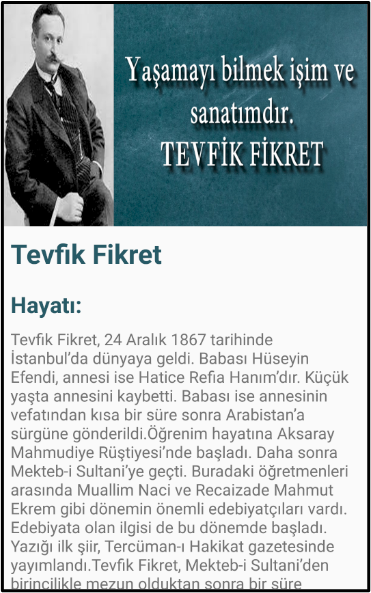 Yaşamayı bilmek işim ve
sanatımdır.
TEVFİK FİKRET
Tevfik Fikret
Hayatı:
Tevfik Fikret, 24 Aralık 1867 tarihinde
İstanbul’da dünyaya geldi. Babası Hüseyin
Efendi, annesi ise Hatice Refia Hanım’dır. Küçük
yaşta annesini kaybetti. Babası ise annesinin
vefatından kısa bir süre sonra Arabistan’a
sürgüne gönderildi.Öğrenim hayatına Aksaray
Mahmudiye Rüştiyesi’nde başladı. Daha sonra
Mekteb-i Sultani’ye geçti. Buradaki öğretmenleri
arasında Muallim Naci ve Recaizade Mahmut
Ekrem gibi dönemin önemli edebiyatçıları vardı.
Edebiyata olan ilgisi de bu dönemde başladı.
Yazığı ilk şiir, Tercüman-ı Hakikat gazetesinde
yayımlandı.Tevfik Fikret, Mekteb-i Sultani’den
birincilikle mezun olduktan sonra bir süre